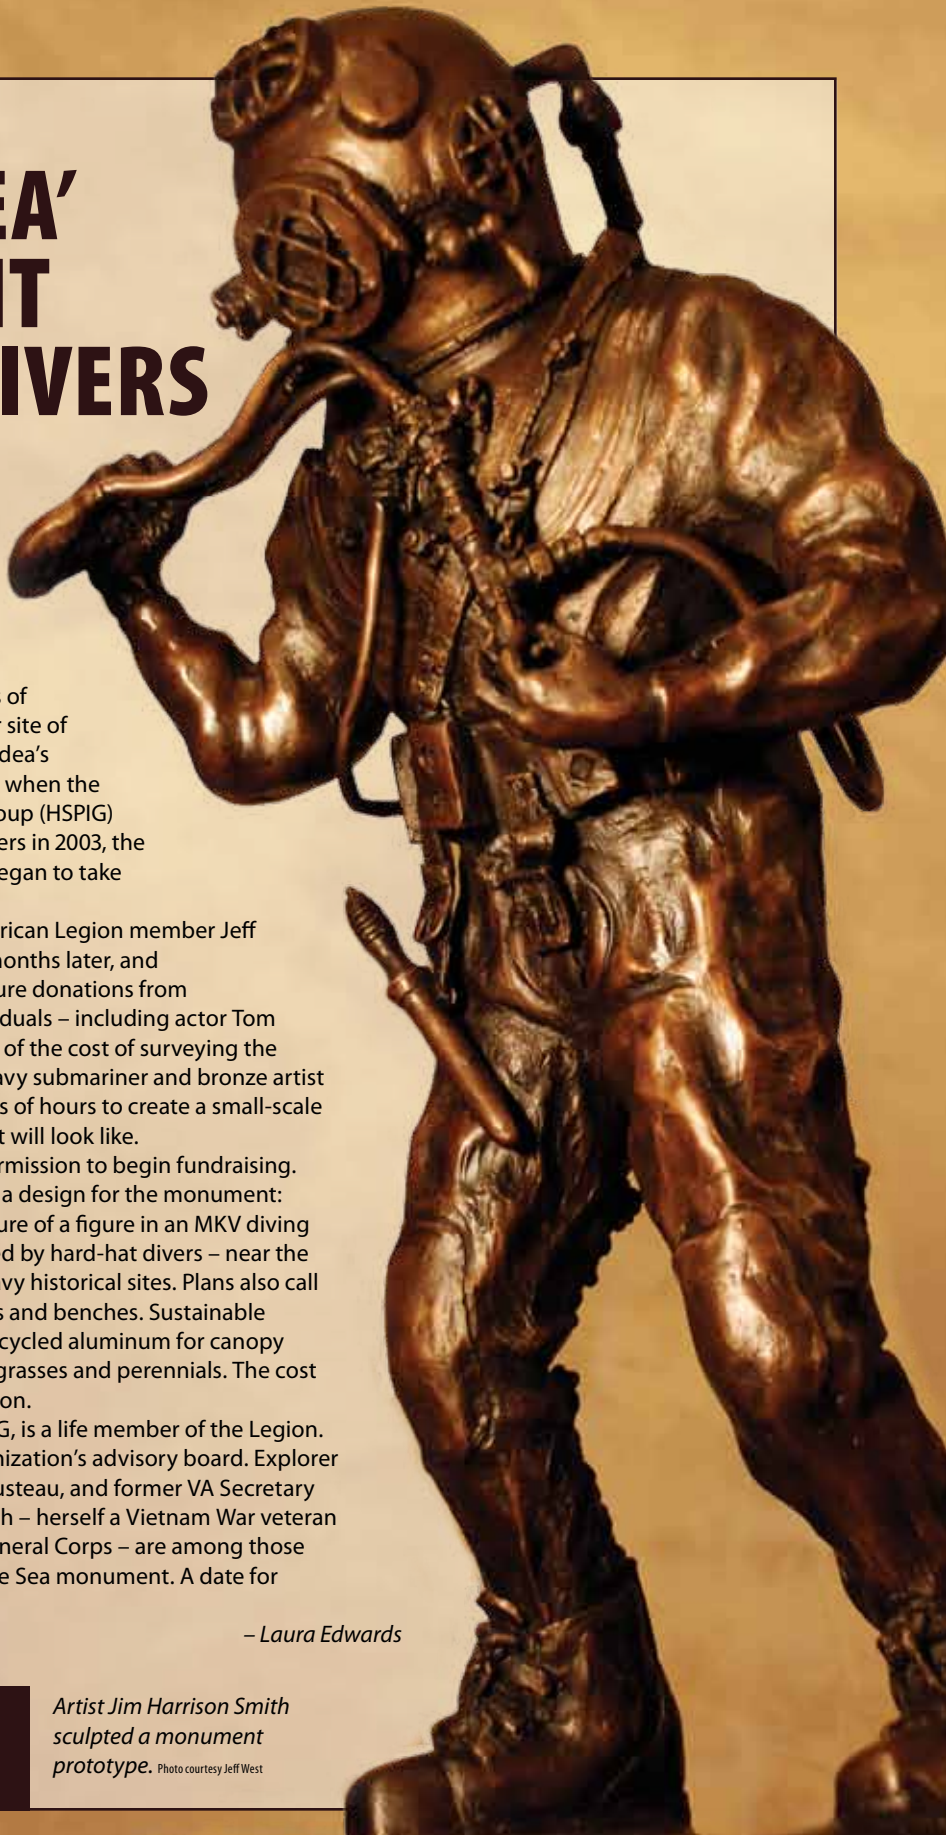 EA’
IT
IVERS
s of
r site of
dea’s
when the
oup (HSPIG)
ers in 2003, the
egan to take
rican Legion member Jeff
months later, and
ure donations from
duals – including actor Tom
of the cost of surveying the
avy submariner and bronze artist
s of hours to create a small-scale
t will look like.
rmission to begin fundraising.
a design for the monument:
ure of a figure in an MKV diving
ed by hard-hat divers – near the
avy historical sites. Plans also call
s and benches. Sustainable
cycled aluminum for canopy
grasses and perennials. The cost
on.
G, is a life member of the Legion.
nization’s advisory board. Explorer
usteau, and former VA Secretary
h – herself a Vietnam War veteran
neral Corps – are among those
e Sea monument. A date for
– Laura Edwards
Artist Jim Harrison Smith
sculpted a monument
prototype. Photo courtesy Jeff West